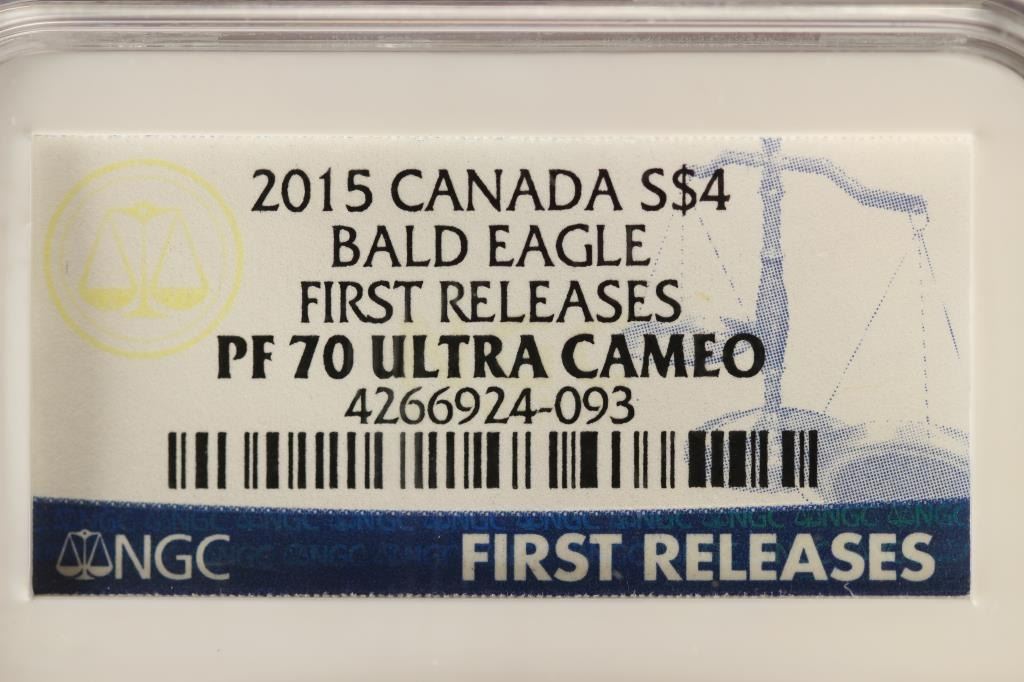 2015 CANADA S$4
BALD EAGLE
FIRST RELEASES
PF 70 ULTRA CAMEO
4266924-093
NGC
FIRST RELEASES